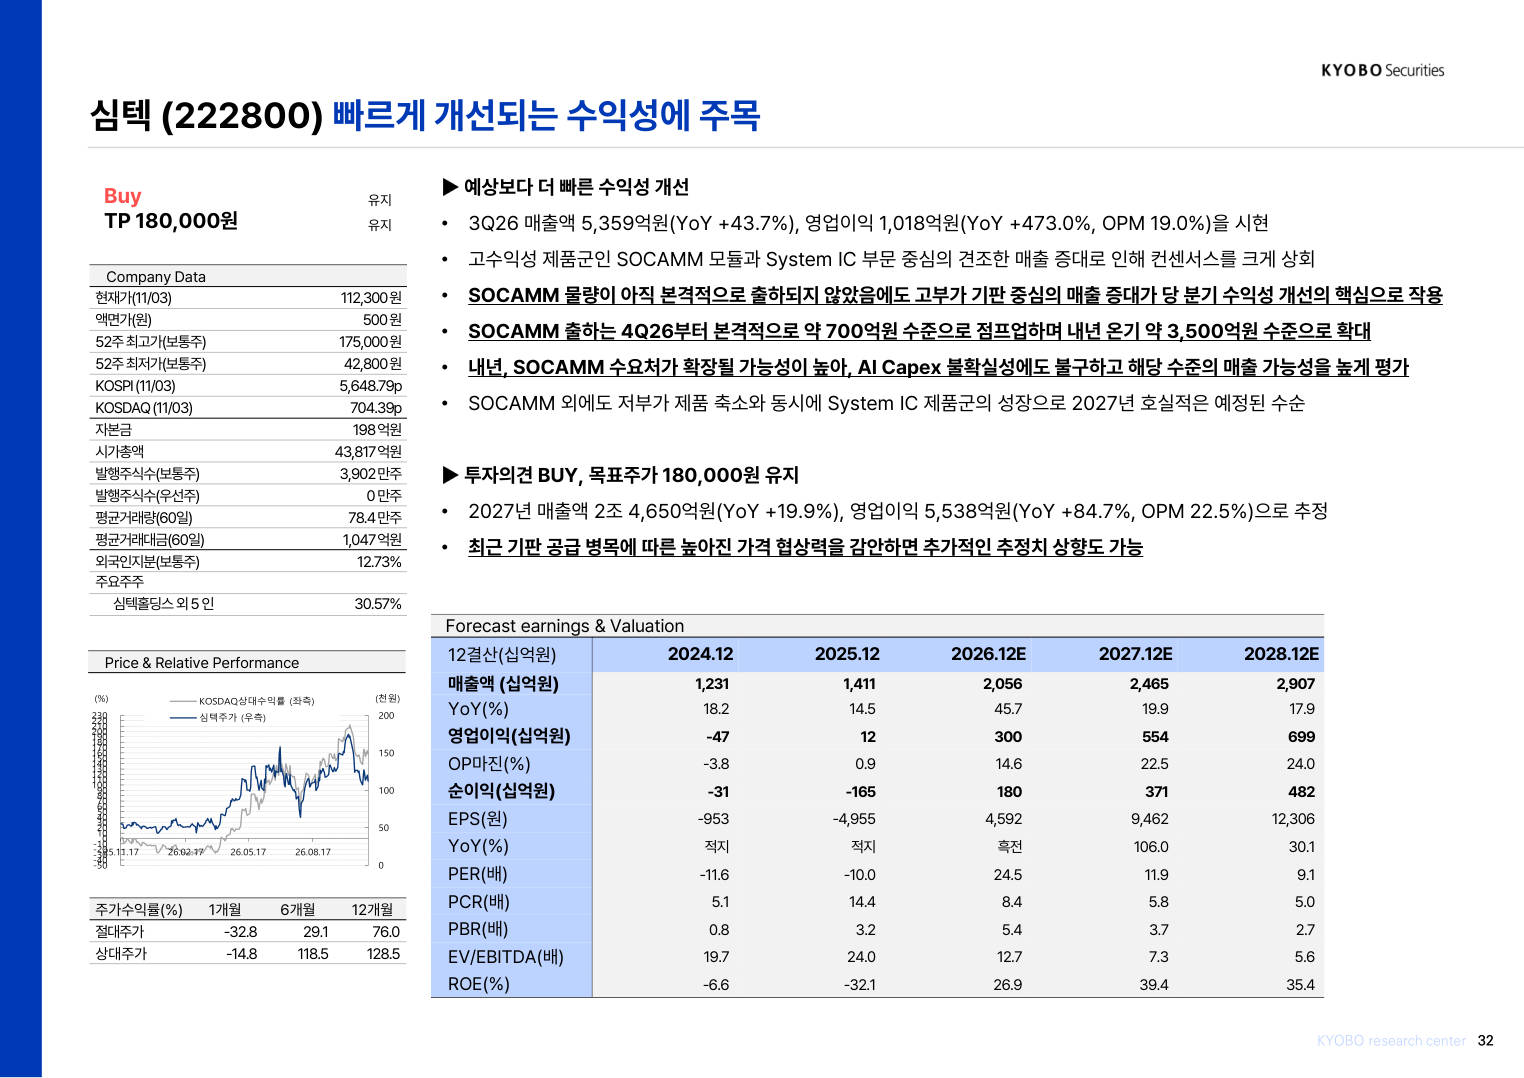 KYOBO Securities
심텍 (222800) 빠르게 개선되는 수익성에 주목
Buy 유지
TP 180,000원 유지
Company Data
현재가(11/03) 112,300원
액면가(원) 500원
52주 최고가(보통주) 175,000원
52주 최저가(보통주) 42,800원
KOSPI (11/03) 5,648.79p
KOSDAQ (11/03) 704.39p
자본금 198억원
시가총액 43,817억원
발행주식수(보통주) 3,902만주
발행주식수(우선주) 0만주
평균거래량(60일) 78.4만주
평균거래대금(60일) 1,047억원
외국인지분(보통주) 12.73%
주요주주
심텍홀딩스 외 5 인 30.57%
Price & Relative Performance
(%) KOSDAQ상대수익률 (좌측) (천원)
심텍주가 (우측)
200
150
100
50
0
26.02.17 26.05.17 26.08.17
주가수익률(%) 1개월 6개월 12개월
절대주가 -32.8 29.1 76.0
상대주가 -14.8 118.5 128.5
▶ 예상보다 더 빠른 수익성 개선
• 3Q26 매출액 5,359억원(YoY +43.7%), 영업이익 1,018억원(YoY +473.0%, OPM 19.0%)을 시현
• 고수익성 제품군인 SOCAMM 모듈과 System IC 부문 중심의 견조한 매출 증대로 인해 컨센서스를 크게 상회
• SOCAMM 물량이 아직 본격적으로 출하되지 않았음에도 고부가 기판 중심의 매출 증대가 당 분기 수익성 개선의 핵심으로 작용
• SOCAMM 출하는 4Q26부터 본격적으로 약 700억원 수준으로 점프업하며 내년 온기 약 3,500억원 수준으로 확대
• 내년, SOCAMM 수요처가 확장될 가능성이 높아, AI Capex 불확실성에도 불구하고 해당 수준의 매출 가능성을 높게 평가
• SOCAMM 외에도 저부가 제품 축소와 동시에 System IC 제품군의 성장으로 2027년 호실적은 예정된 수순
▶ 투자의견 BUY, 목표주가 180,000원 유지
• 2027년 매출액 2조 4,650억원(YoY +19.9%), 영업이익 5,538억원(YoY +84.7%, OPM 22.5%)으로 추정
• 최근 기판 공급 병목에 따른 높아진 가격 협상력을 감안하면 추가적인 추정치 상향도 가능
Forecast earnings & Valuation
12결산(십억원) 2024.12 2025.12 2026.12E 2027.12E 2028.12E
매출액 (십억원) 1,231 1,411 2,056 2,465 2,907
YoY(%) 18.2 14.5 45.7 19.9 17.9
영업이익(십억원) -47 12 300 554 699
OP마진(%) -3.8 0.9 14.6 22.5 24.0
순이익(십억원) -31 -165 180 371 482
EPS(원) -953 -4,955 4,592 9,462 12,306
YoY(%) 적지 적지 흑전 106.0 30.1
PER(배) -11.6 -10.0 24.5 11.9 9.1
PCR(배) 5.1 14.4 8.4 5.8 5.0
PBR(배) 0.8 3.2 5.4 3.7 2.7
EV/EBITDA(배) 19.7 24.0 12.7 7.3 5.6
ROE(%) -6.6 -32.1 26.9 39.4 35.4
KYOBO research center 32